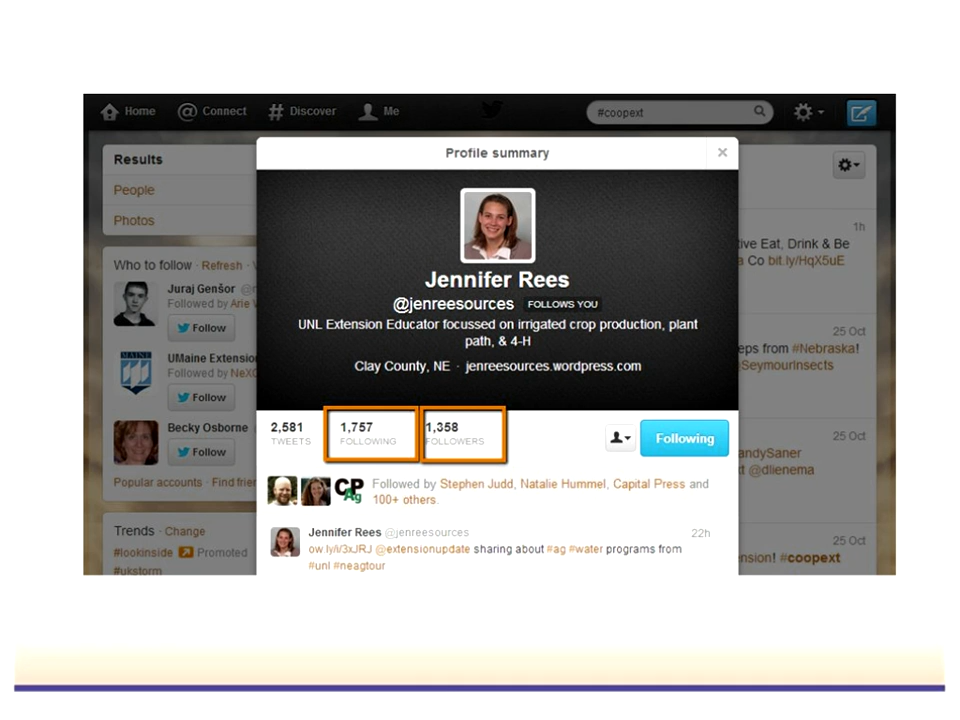 Home Connect Discover Me #coopext
Results
People
Photos
Who to follow · Refresh ·
Juraj Genšor
Followed by Arie
Follow
MAINE
UMaine Extensio
Followed by NeXC
Follow
Becky Osborne
Follow
Popular accounts · Find frie
Trends · Change
#lookinside Promoted
#ukstorm
Profile summary
Jennifer Rees
@jenreesources FOLLOWS YOU
UNL Extension Educator focussed on irrigated crop production, plant
path, & 4-H
Clay County, NE · jenreesources.wordpress.com
2,581 1,757 1,358
TWEETS FOLLOWING FOLLOWERS
Following
CP Ag
Followed by Stephen Judd, Natalie Hummel, Capital Press and
100+ others.
Jennifer Rees @jenreesources 22h
ow.ly/i/3xJRJ @extensionupdate sharing about #ag #water programs from
#unl #neagtour
1h
tive Eat, Drink & Be
a Co bit.ly/HqX5uE
25 Oct
eps from #Nebraska!
Seymourinsects
25 Oct
andySaner
@dlienema
25 Oct
ension! #coopext